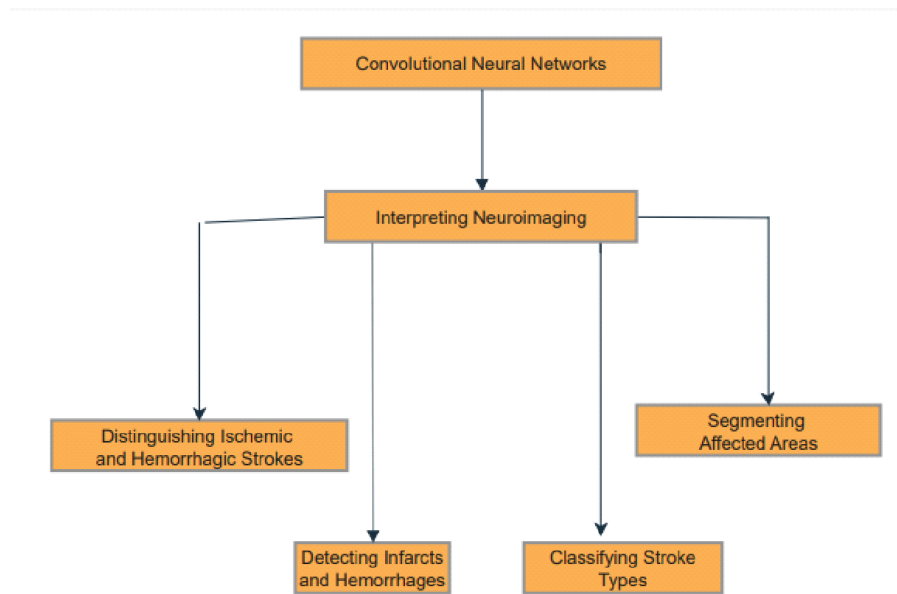 Convolutional Neural Networks
Interpreting Neuroimaging
Distinguishing Ischemic
and Hemorrhagic Strokes
Segmenting
Affected Areas
Detecting Infarcts
and Hemorrhages
Classifying Stroke
Types